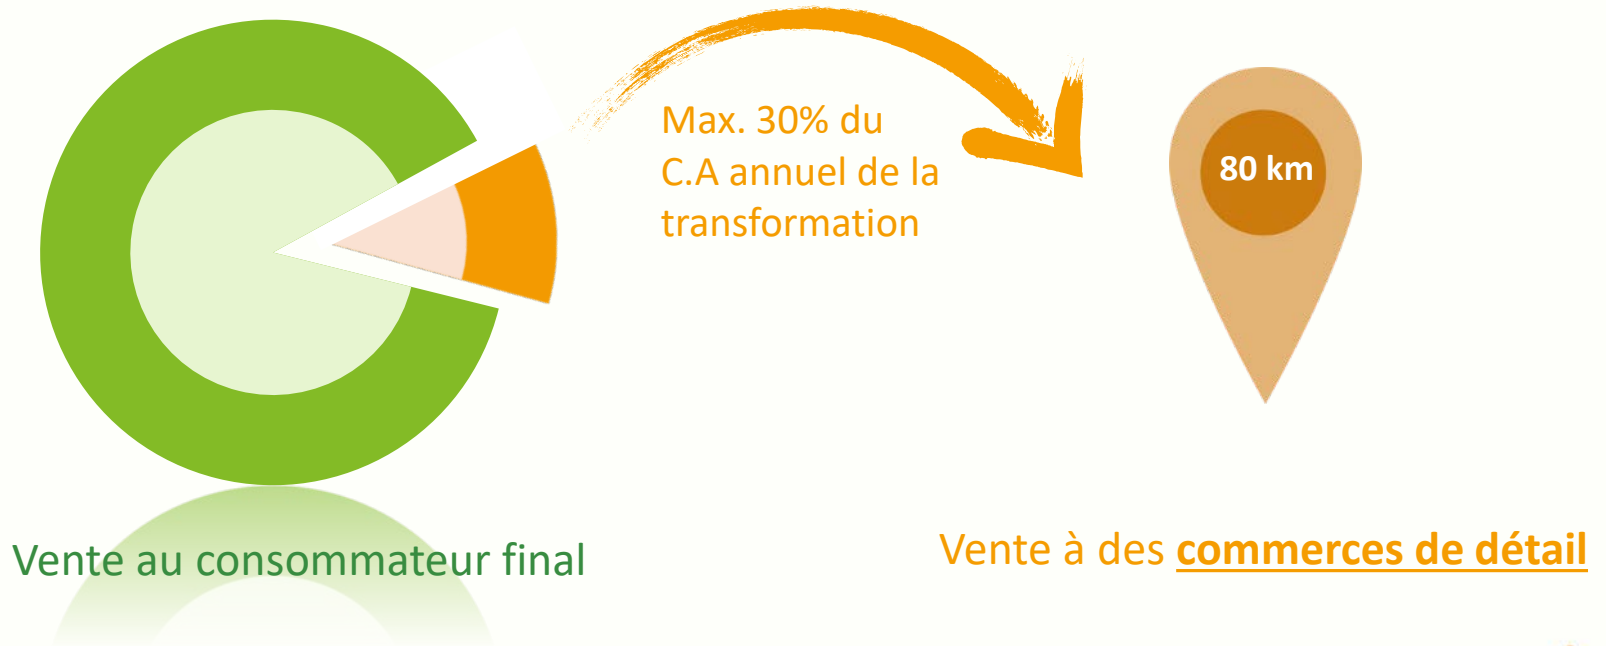 Max. 30% du
C.A annuel de la
transformation
80 km
Vente au consommateur final
Vente à des commerces de détail